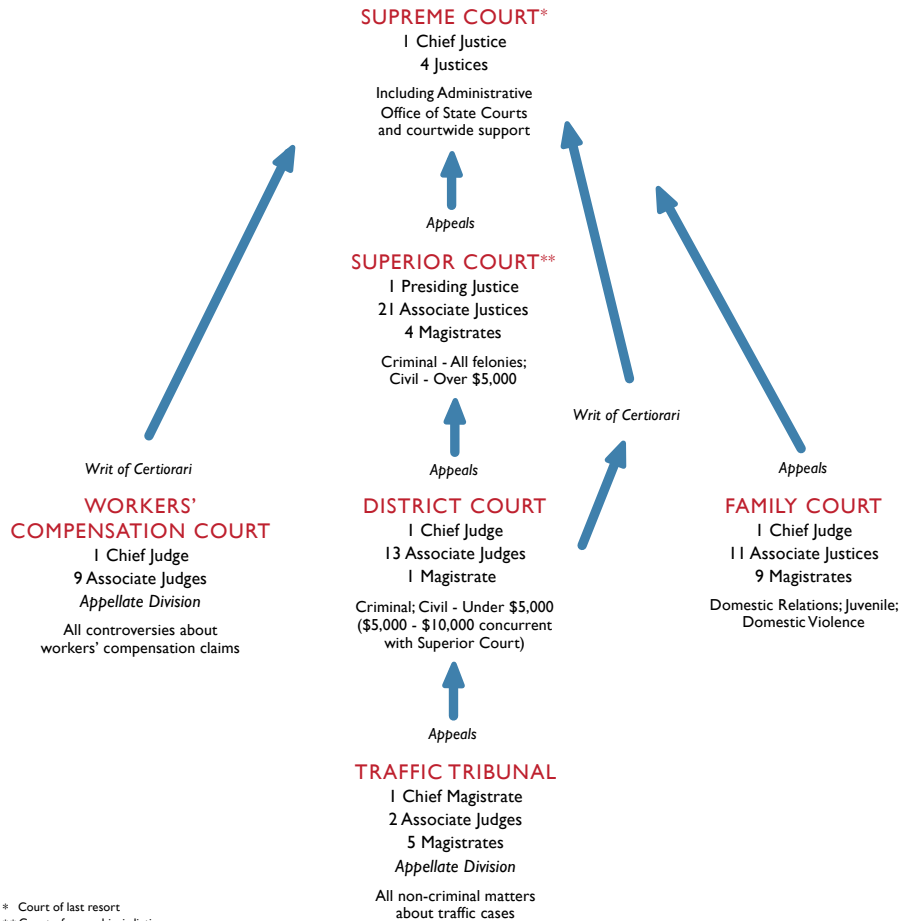 SUPREME COURT*
1 Chief Justice
4 Justices
Including Administrative
Office of State Courts
and courtwide support
Appeals
SUPERIOR COURT**
1 Presiding Justice
21 Associate Justices
4 Magistrates
Criminal - All felonies;
Civil - Over $5,000
Writ of Certiorari
Writ of Certiorari
WORKERS'
COMPENSATION COURT
1 Chief Judge
9 Associate Judges
Appellate Division
All controversies about
workers' compensation claims
Appeals
DISTRICT COURT
1 Chief Judge
13 Associate Judges
1 Magistrate
Criminal; Civil - Under $5,000
($5,000 - $10,000 concurrent
with Superior Court)
Appeals
FAMILY COURT
1 Chief Judge
11 Associate Justices
9 Magistrates
Domestic Relations; Juvenile;
Domestic Violence
Appeals
TRAFFIC TRIBUNAL
1 Chief Magistrate
2 Associate Judges
5 Magistrates
Appellate Division
All non-criminal matters
about traffic cases
* Court of last resort